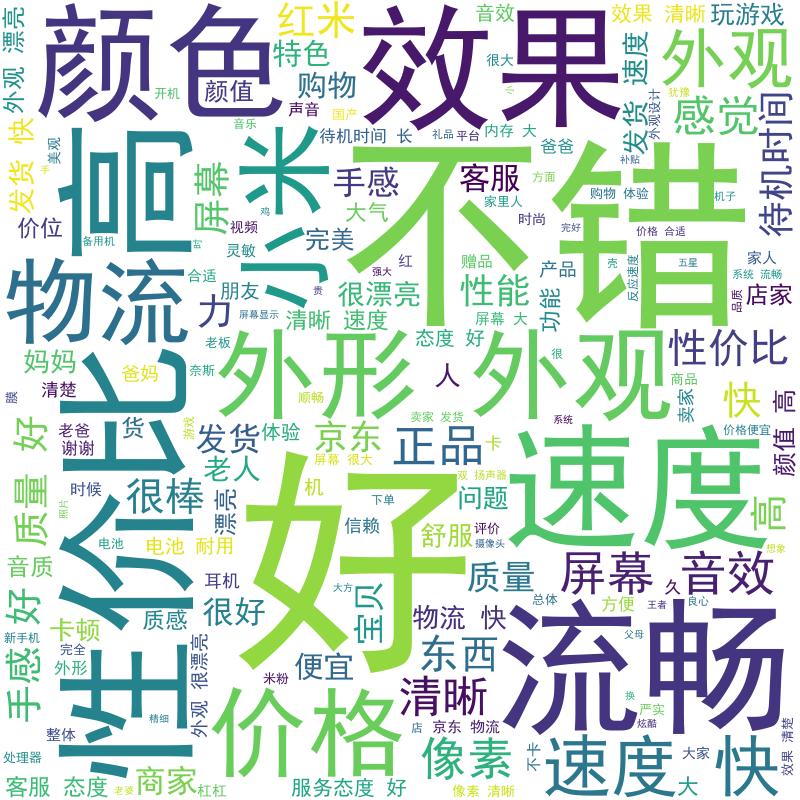 外观 漂亮
颜色
红米
效果
音效
效果 清晰
玩游戏
特色
购物
颜值
声音
开机
国产
音乐
很大
小
犹豫
速度
外观
外观设计
感觉
发货 快
美观
手
高
屏幕
小米
待机时间 长
礼品
平台
内存 大
爸爸
发货 速度
补贴
待机时间
不错
手感
大气
客服
家里人
方面
购物 体验
机子
价位
备用机
视频
灵敏
鸡
完美
时尚
完好
价格 合适
物流
合适
朋友
红
强大
贵
赠品
产品
壳
五星
反应速度
家人
系统 流畅
品质
店家
力
屏幕显示
很漂亮
性能
功能
清晰 速度
老板
态度 好
屏幕 大
性价比
妈妈
清楚
爸妈
奈斯
外形
人
外观
很
商品
膜
顺畅
快
老爸
谢谢
货
游戏
发货
体验
京东
正品
卖家 发货
系统
卡
卖家
价格便宜
颜值 高
质量 好
时候
很棒
老人
漂亮
屏幕 很大
双 扬声器
机
好
下单
信赖
问题
速度
高
照片
电池
电池 耐用
舒服
评价
摄像头
想象
音质
耳机
大方
质量
屏幕
久
音效
手感 好
卡顿
质感
很好
宝贝
物流 快
总体
方便
王者
良心
新手机
完全
外形
外观 很漂亮
便宜
东西
流畅
父母
性价比 高
米粉
清晰
严实
换
炫酷
整体
精细
价格
店
京东 物流
不卡
大家
效果 清楚
处理器
像素
速度 快
客服 态度
老婆
商家
杠杠
服务态度 好
像素 清晰
大